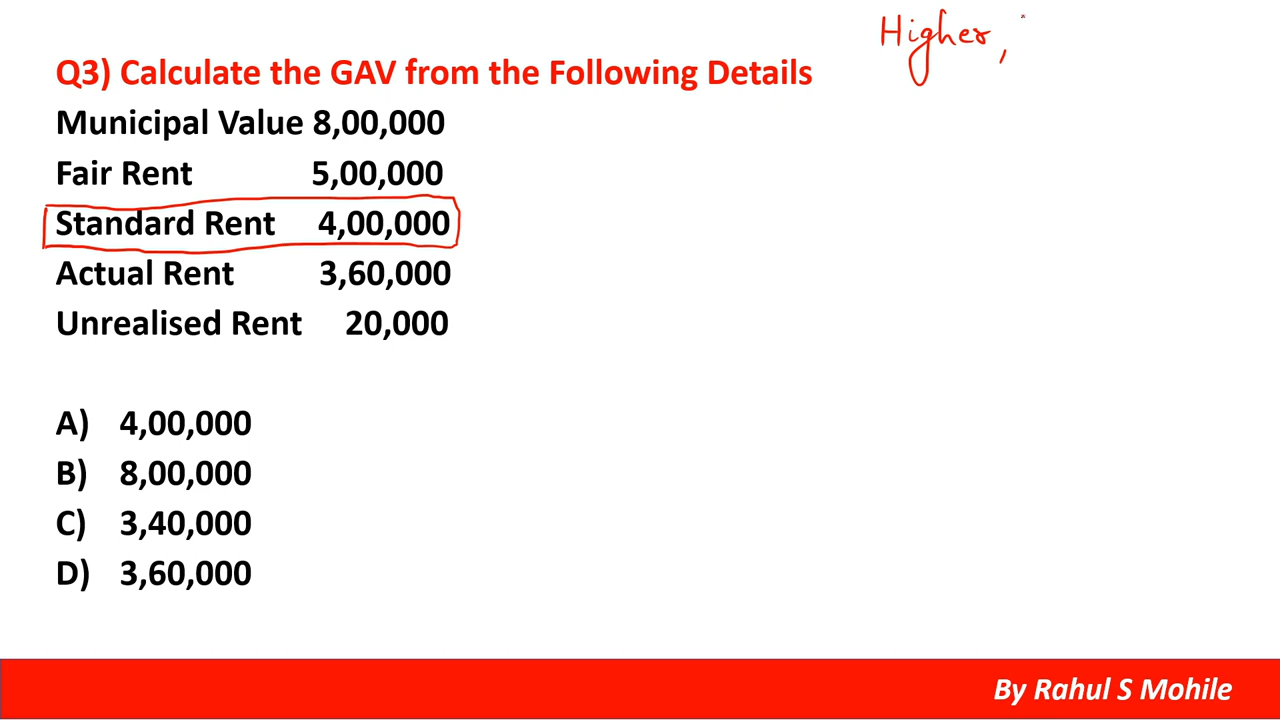 Higher,
Q3) Calculate the GAV from the Following Details
Municipal Value 8,00,000
Fair Rent 5,00,000
Standard Rent 4,00,000
Actual Rent 3,60,000
Unrealised Rent 20,000
A) 4,00,000
B) 8,00,000
C) 3,40,000
D) 3,60,000
By Rahul S Mohile